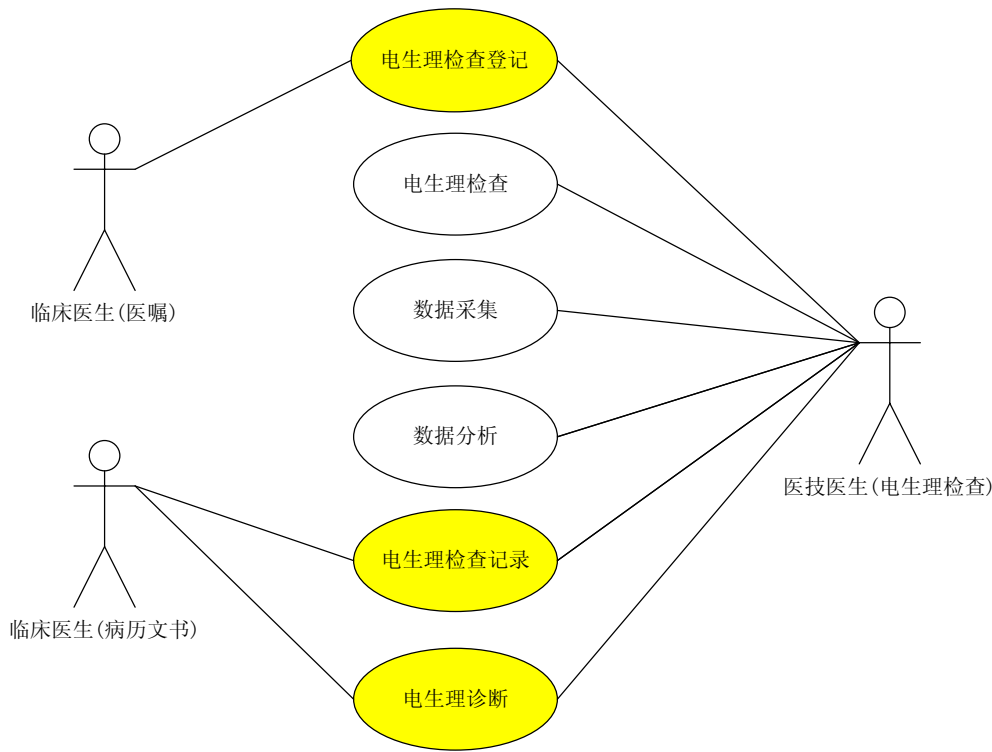 电生理检查登记
电生理检查
临床医生(医嘱)
数据采集
数据分析
医技医生(电生理检查)
电生理检查记录
临床医生(病历文书)
电生理诊断